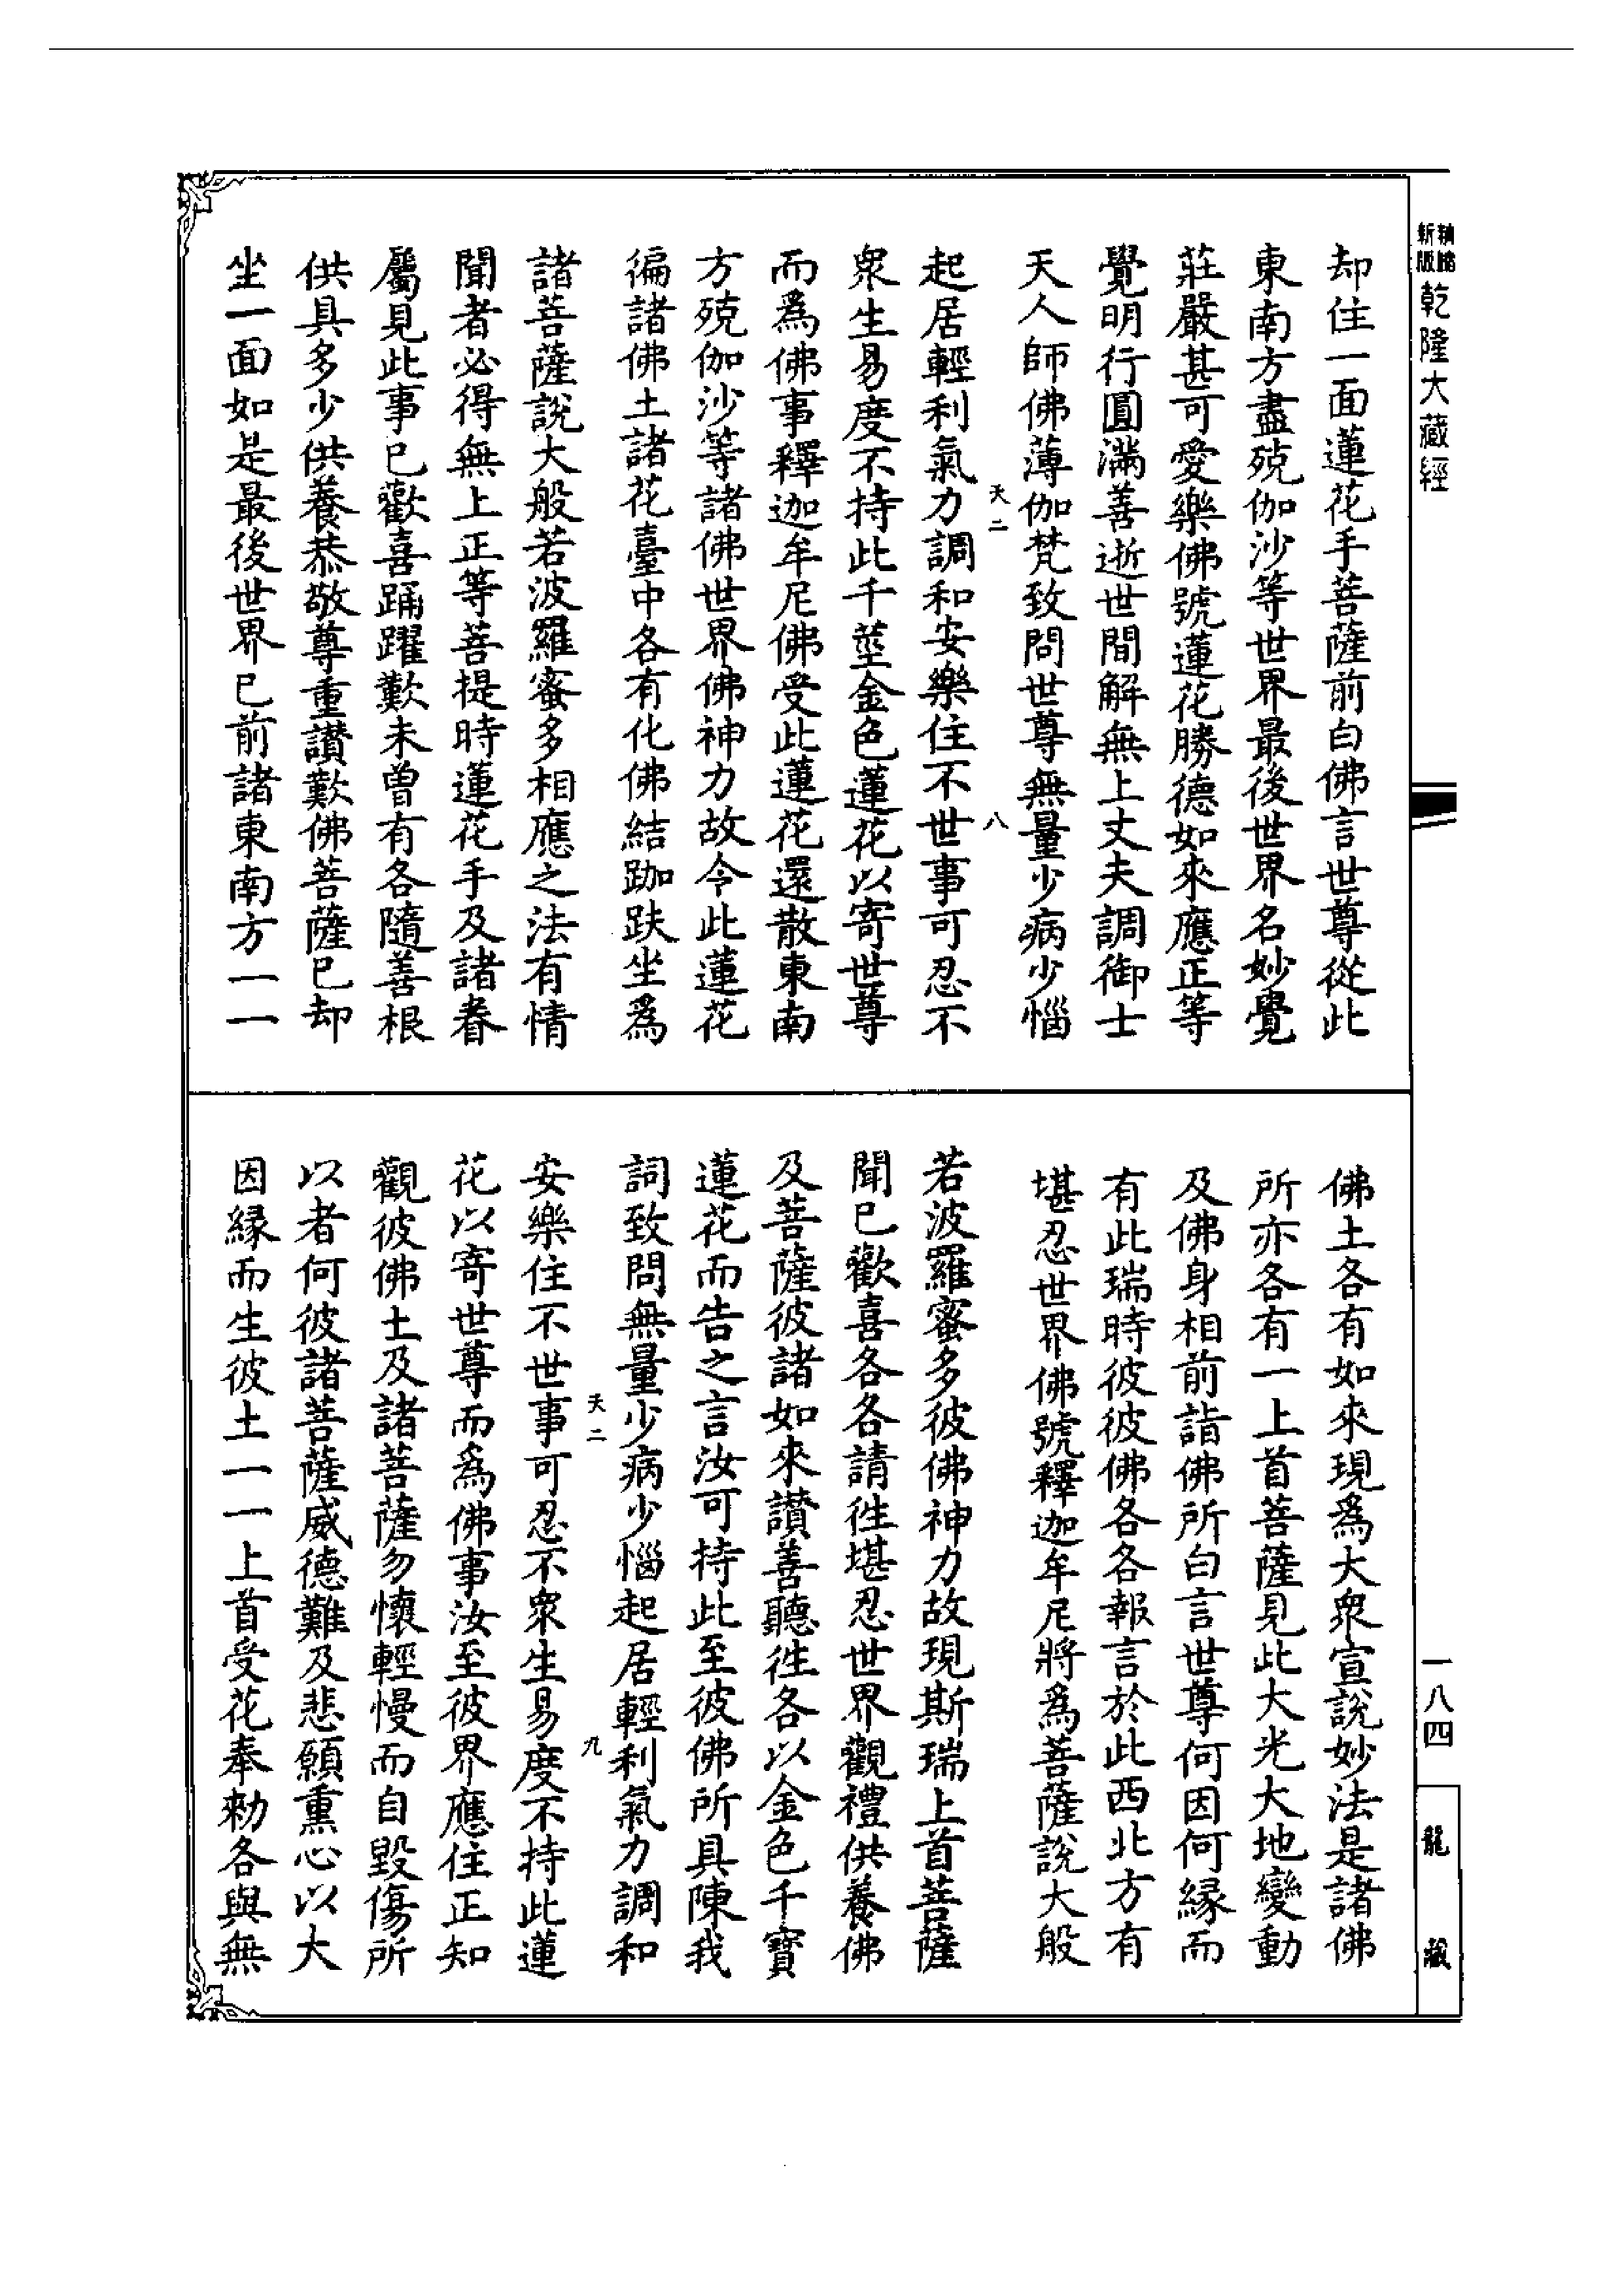 精縮
新版
乾隆大藏經
却住一面蓮花手菩薩前白佛言世尊從此
東南方盡殑伽沙等世界最後世界名妙覺
莊嚴甚可愛樂佛號蓮花勝德如來應正等
覺明行圓滿善逝世間解無上丈夫調御士
天人師佛薄伽梵致問世尊無量少病少惱
天二
八
起居輕利氣力調和安樂住不世事可忍不
衆生易度不持此千莖金色蓮花以寄世尊
而爲佛事釋迦牟尼佛受此蓮花還散東南
方殑伽沙等諸佛世界佛神力故令此蓮花
徧諸佛土諸花臺中各有化佛結跏趺坐爲
諸菩薩說大般若波羅蜜多相應之法有情
聞者必得無上正等菩提時蓮花手及諸眷
屬見此事已歡喜踊躍歎未曾有各隨善根
供具多少供養恭敬尊重讃歎佛菩薩已却
坐一面如是最後世界已前諸東南方一一
佛土各有如來現爲大衆宣說妙法是諸佛
所亦各有一上首菩薩見此大光大地變動
及佛身相前詣佛所白言世尊何因何緣而
有此瑞時彼彼佛各各報言於此西北方有
堪忍世界佛號釋迦牟尼將爲菩薩說大般
若波羅蜜多彼佛神力故現斯瑞上首菩薩
聞已歡喜各各請徃堪忍世界觀禮供養佛
及菩薩彼諸如來讃善聽徃各以金色千寶
蓮花而告之言汝可持此至彼佛所具陳我
詞致問無量少病少惱起居輕利氣力調和
天二
九
安樂住不世事可忍不衆生易度不持此蓮
花以寄世尊而爲佛事汝至彼界應住正知
觀彼佛土及諸菩薩勿懷輕慢而自毀傷所
以者何彼諸菩薩威德難及悲願熏心以大
因緣而生彼土一一上首受花奉勅各與無
一八四
龍藏